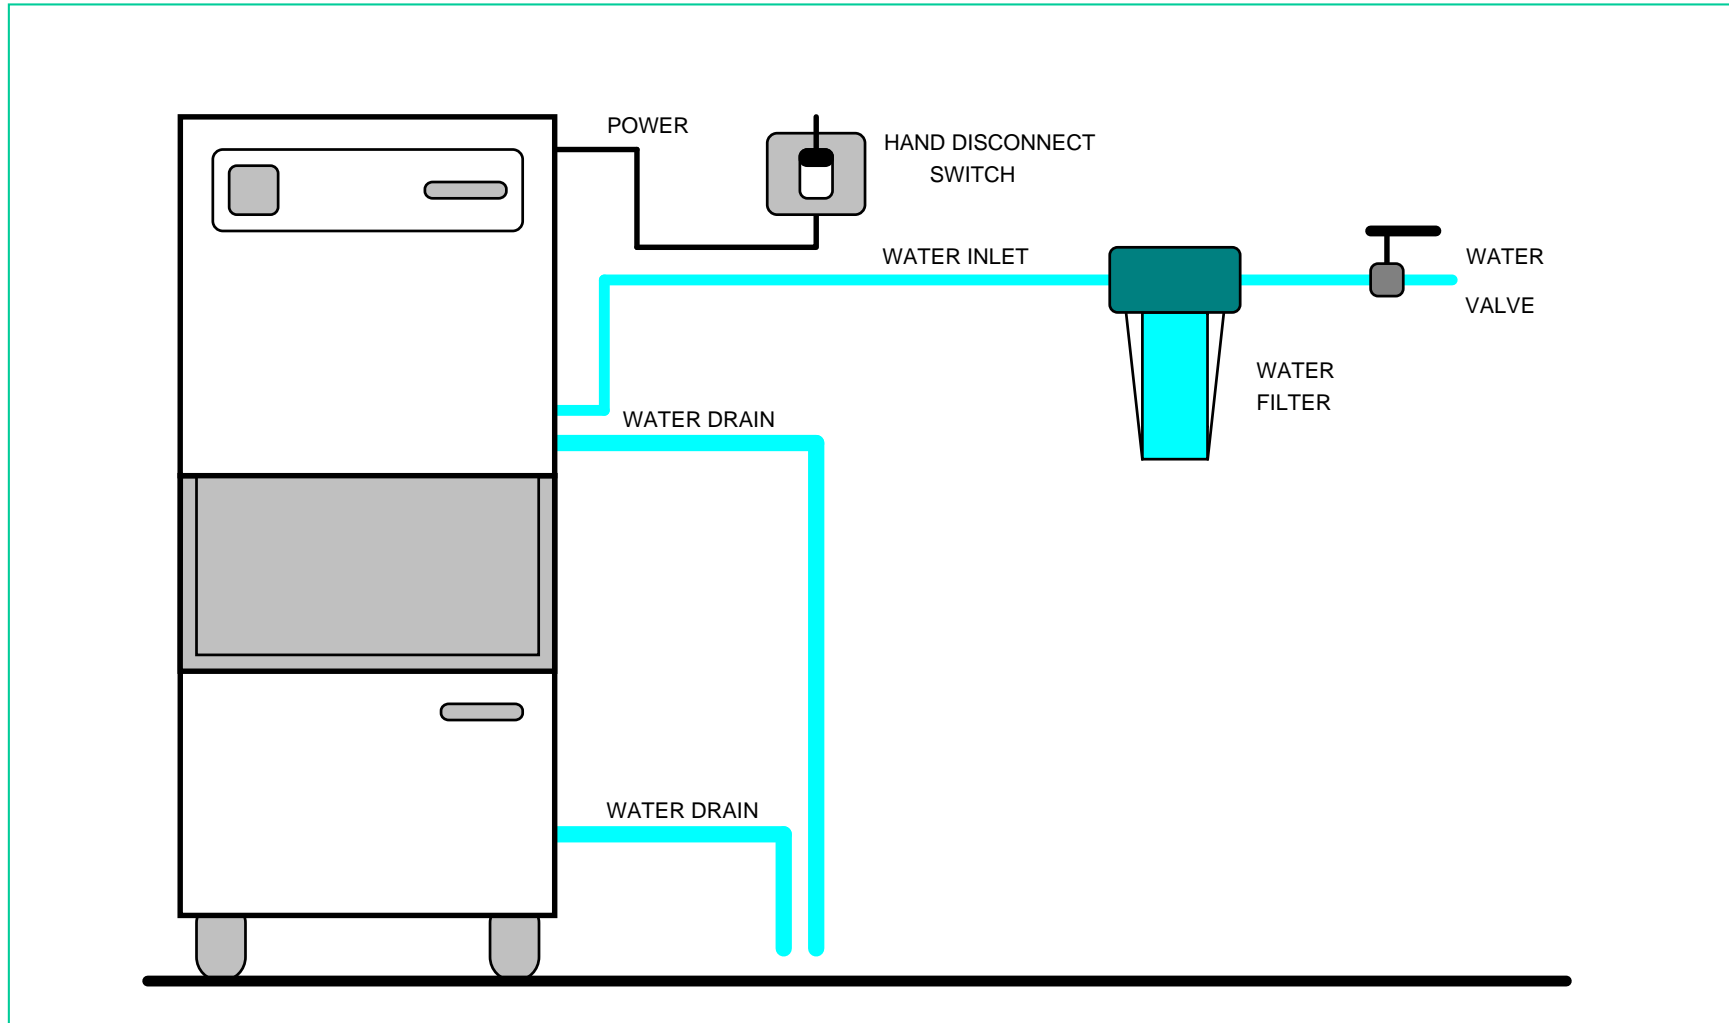 POWER
HAND DISCONNECT
SWITCH
WATER INLET
WATER
VALVE
WATER
FILTER
WATER DRAIN
WATER DRAIN